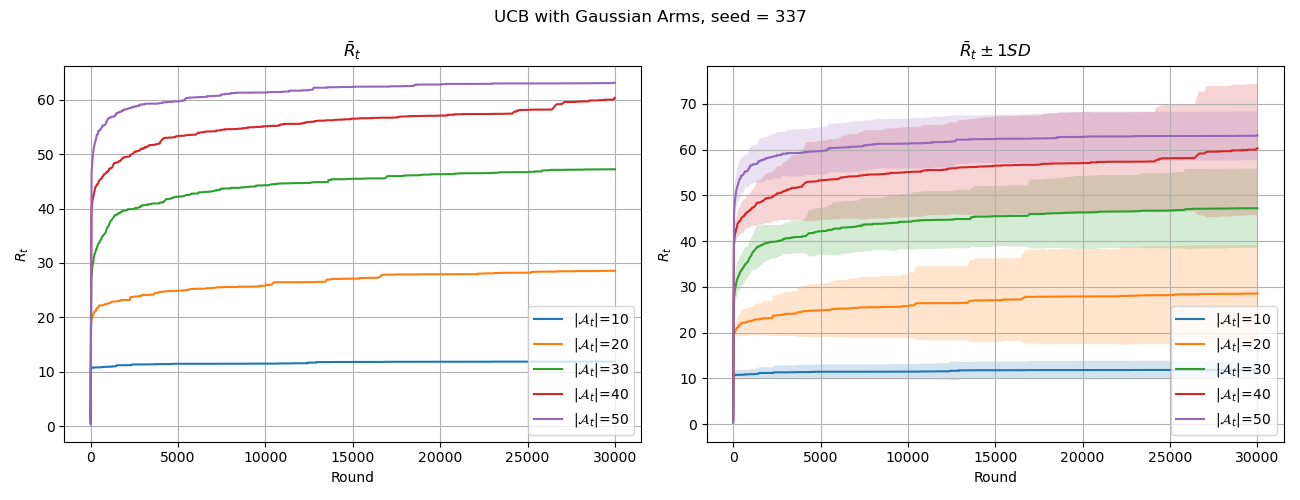 UCB with Gaussian Arms, seed = 337
R̄ₜ
Rₜ
60
50
40
30
20
10
0
0 5000 10000 15000 20000 25000 30000
Round
|𝒜ₜ|=10
|𝒜ₜ|=20
|𝒜ₜ|=30
|𝒜ₜ|=40
|𝒜ₜ|=50
R̄ₜ ± 1SD
Rₜ
70
60
50
40
30
20
10
0
0 5000 10000 15000 20000 25000 30000
Round
|𝒜ₜ|=10
|𝒜ₜ|=20
|𝒜ₜ|=30
|𝒜ₜ|=40
|𝒜ₜ|=50